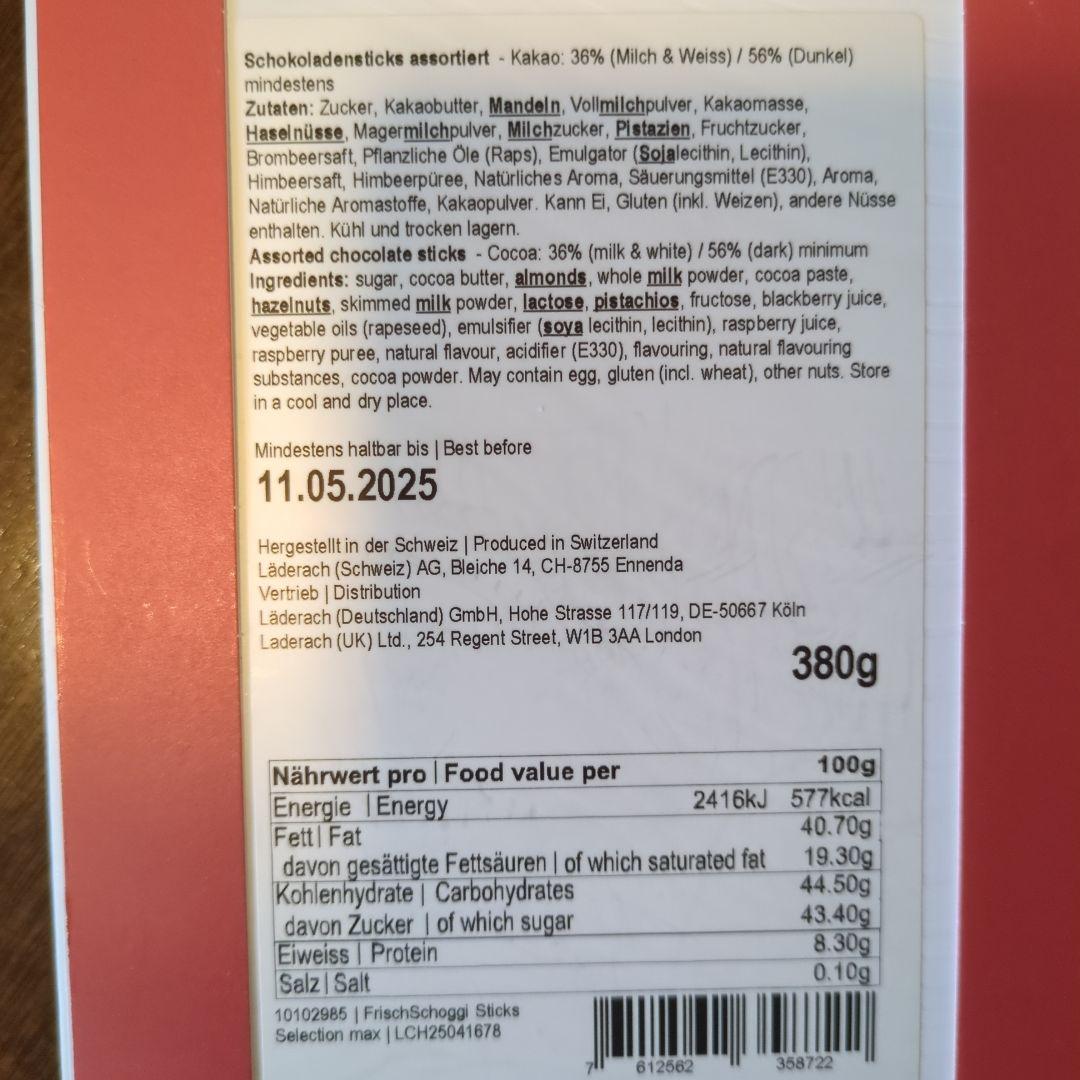 Schokoladensticks assortiert - Kakao: 36% (Milch & Weiss) / 56% (Dunkel)
mindestens
Zutaten: Zucker, Kakaobutter, Mandeln, Vollmilchpulver, Kakaomasse,
Haselnüsse, Magermilchpulver, Milchzucker, Pistazien, Fruchtzucker,
Brombeersaft, Pflanzliche Öle (Raps), Emulgator (Sojalecithin, Lecithin),
Himbeersaft, Himbeerpüree, Natürliches Aroma, Säuerungsmittel (E330), Aroma,
Natürliche Aromastoffe, Kakaopulver. Kann Ei, Gluten (inkl. Weizen), andere Nüsse
enthalten. Kühl und trocken lagern.
Assorted chocolate sticks - Cocoa: 36% (milk & white) / 56% (dark) minimum
Ingredients: sugar, cocoa butter, almonds, whole milk powder, cocoa paste,
hazelnuts, skimmed milk powder, lactose, pistachios, fructose, blackberry juice,
vegetable oils (rapeseed), emulsifier (soya lecithin, lecithin), raspberry juice,
raspberry puree, natural flavour, acidifier (E330), flavouring, natural flavouring
substances, cocoa powder. May contain egg, gluten (incl. wheat), other nuts. Store
in a cool and dry place.
Mindestens haltbar bis | Best before
11.05.2025
Hergestellt in der Schweiz | Produced in Switzerland
Läderach (Schweiz) AG, Bleiche 14, CH-8755 Ennenda
Vertrieb | Distribution
Läderach (Deutschland) GmbH, Hohe Strasse 117/119, DE-50667 Köln
Laderach (UK) Ltd., 254 Regent Street, W1B 3AA London
380g
Nährwert pro | Food value per 100g
Energie | Energy 2416kJ 577kcal
Fett | Fat 40.70g
davon gesättigte Fettsäuren | of which saturated fat 19.30g
Kohlenhydrate | Carbohydrates 44.50g
davon Zucker | of which sugar 43.40g
Eiweiss | Protein 8.30g
Salz | Salt 0.10g
10102985 | FrischSchoggi Sticks
Selection max | LCH25041678
7 612562 358722